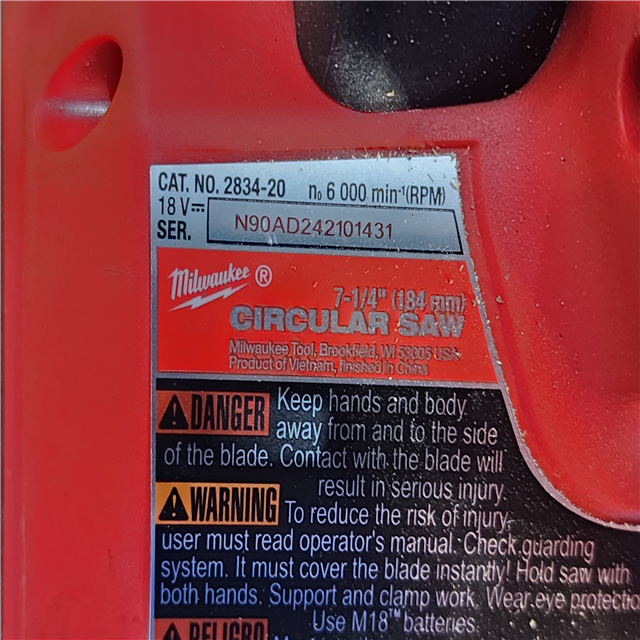 CAT. NO. 2834-20 n₀ 6 000 min⁻¹(RPM)
18 V⎓
SER. N90AD242101431
Milwaukee ®
7-1/4" (184 mm)
CIRCULAR SAW
Milwaukee Tool, Brookfield, WI 53005 USA
Product of Vietnam, finished in China
⚠DANGER Keep hands and body
away from and to the side
of the blade. Contact with the blade will
result in serious injury.
⚠WARNING To reduce the risk of injury,
user must read operator's manual. Check guarding
system. It must cover the blade instantly! Hold saw with
both hands. Support and clamp work. Wear eye protectio
Use M18™ batteries.
⚠PELIGRO